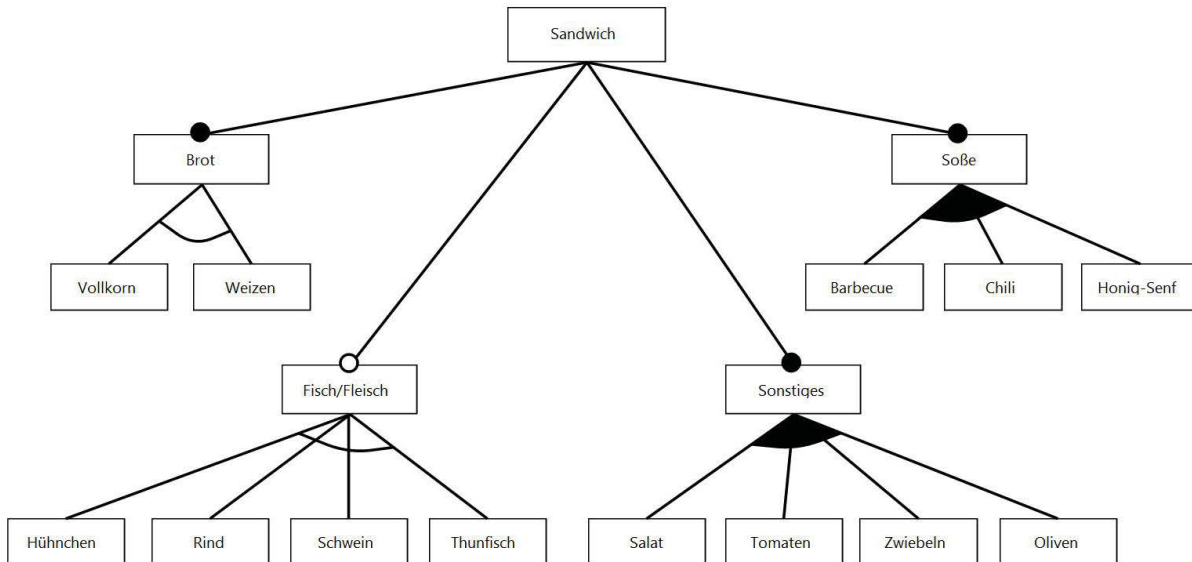 Sandwich
Brot
Soße
Vollkorn
Weizen
Barbecue
Chili
Honig-Senf
Fisch/Fleisch
Sonstiges
Hühnchen
Rind
Schwein
Thunfisch
Salat
Tomaten
Zwiebeln
Oliven